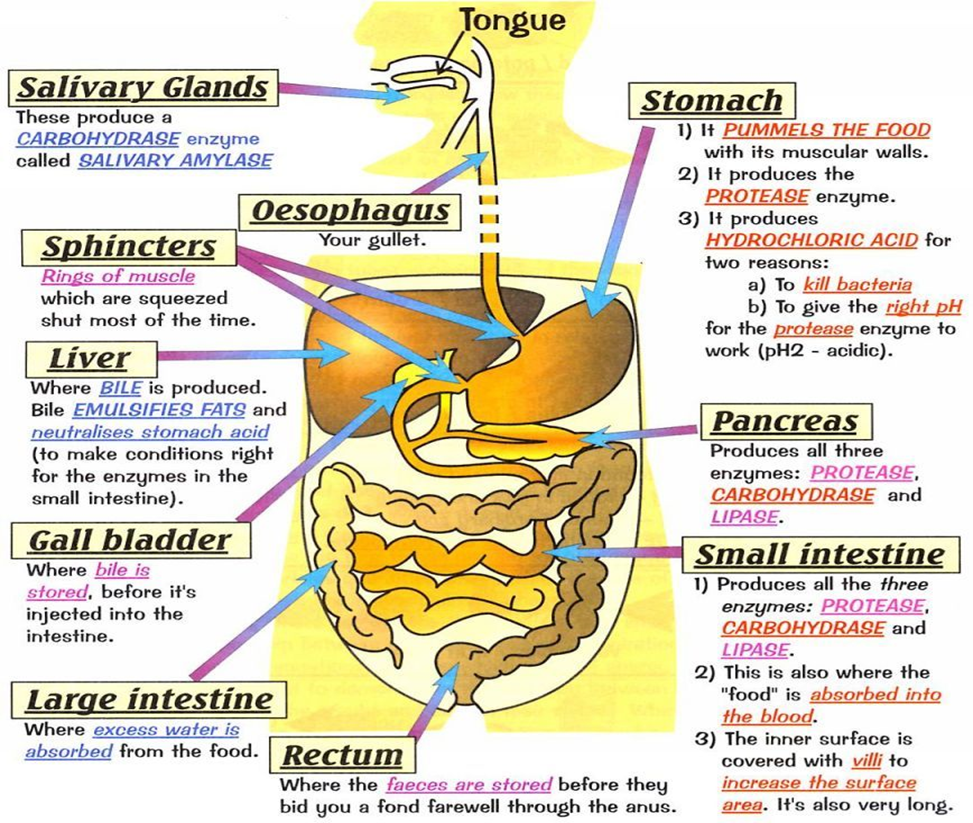 Tongue
Salivary Glands
These produce a
CARBOHYDRASE enzyme
called SALIVARY AMYLASE
Oesophagus
Your gullet.
Sphincters
Rings of muscle
which are squeezed
shut most of the time.
Liver
Where BILE is produced.
Bile EMULSIFIES FATS and
neutralises stomach acid
(to make conditions right
for the enzymes in the
small intestine).
Gall bladder
Where bile is
stored, before it's
injected into the
intestine.
Large intestine
Where excess water is
absorbed from the food.
Rectum
Where the faeces are stored before they
bid you a fond farewell through the anus.
Stomach
1) It PUMMELS THE FOOD
with its muscular walls.
2) It produces the
PROTEASE enzyme.
3) It produces
HYDROCHLORIC ACID for
two reasons:
a) To kill bacteria
b) To give the right pH
for the protease enzyme to
work (pH2 - acidic).
Pancreas
Produces all three
enzymes: PROTEASE,
CARBOHYDRASE and
LIPASE.
Small intestine
1) Produces all the three
enzymes: PROTEASE,
CARBOHYDRASE and
LIPASE.
2) This is also where the
"food" is absorbed into
the blood.
3) The inner surface is
covered with villi to
increase the surface
area. It's also very long.